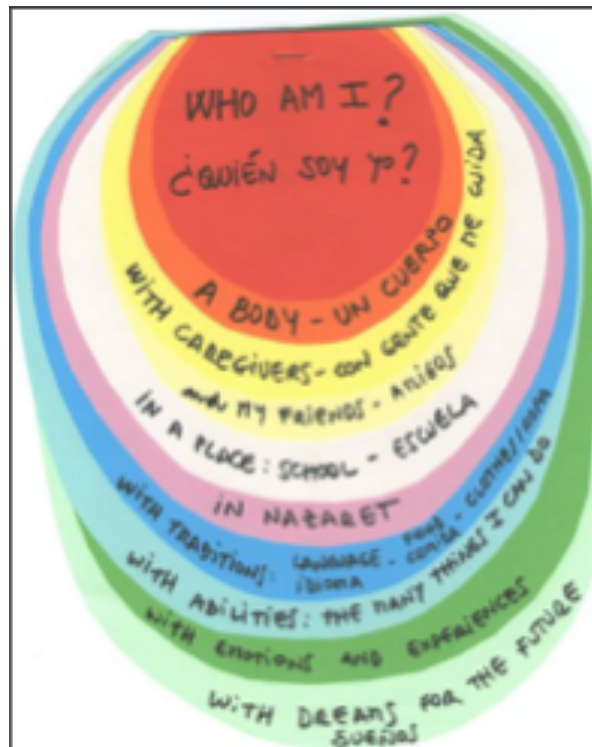 WHO AM I?
¿QUIÉN SOY YO?
A BODY - UN CUERPO
WITH CAREGIVERS - CON GENTE QUE ME CUIDA
MY FRIENDS - AMIGOS
IN A PLACE: SCHOOL - ESCUELA
IN NAZARET
WITH TRADITIONS: LANGUAGE - FOOD - CLOTHES/ROPA
IDIOMA - COMIDA
WITH ABILITIES: THE MANY THINGS I CAN DO
WITH EMOTIONS AND EXPERIENCES
WITH DREAMS FOR THE FUTURE
SUEÑOS